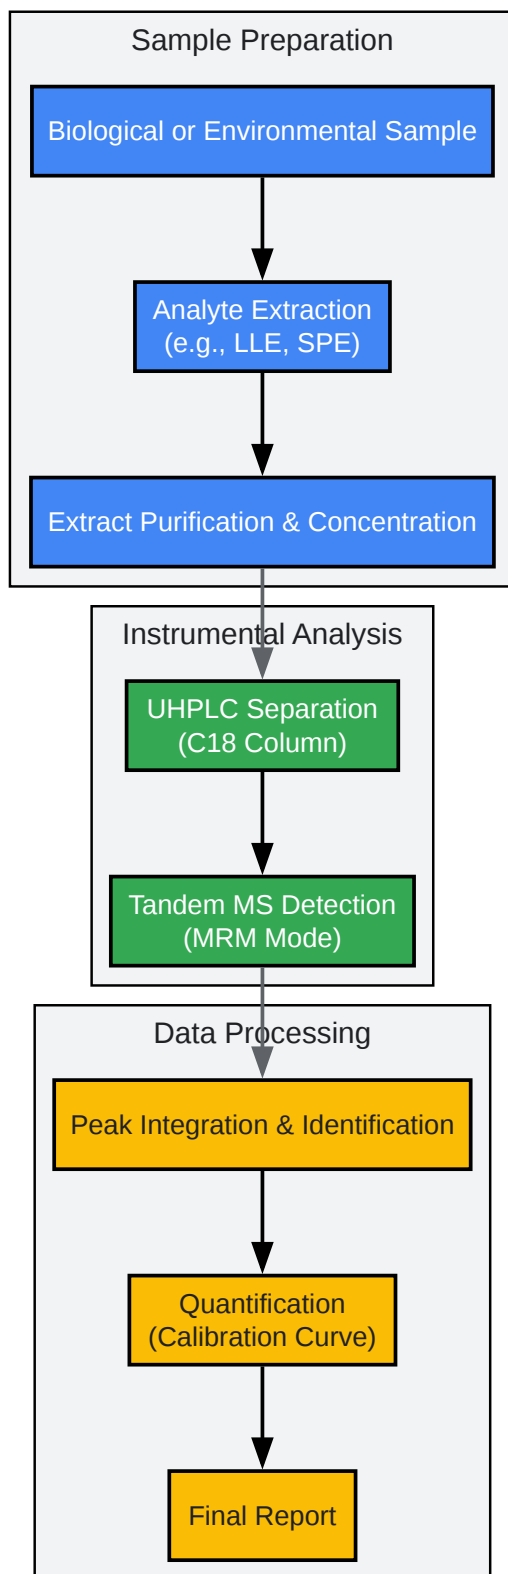 Sample Preparation
Biological or Environmental Sample
Analyte Extraction
(e.g., LLE, SPE)
Extract Purification & Concentration
Instrumental Analysis
UHPLC Separation
(C18 Column)
Tandem MS Detection
(MRM Mode)
Data Processing
Peak Integration & Identification
Quantification
(Calibration Curve)
Final Report